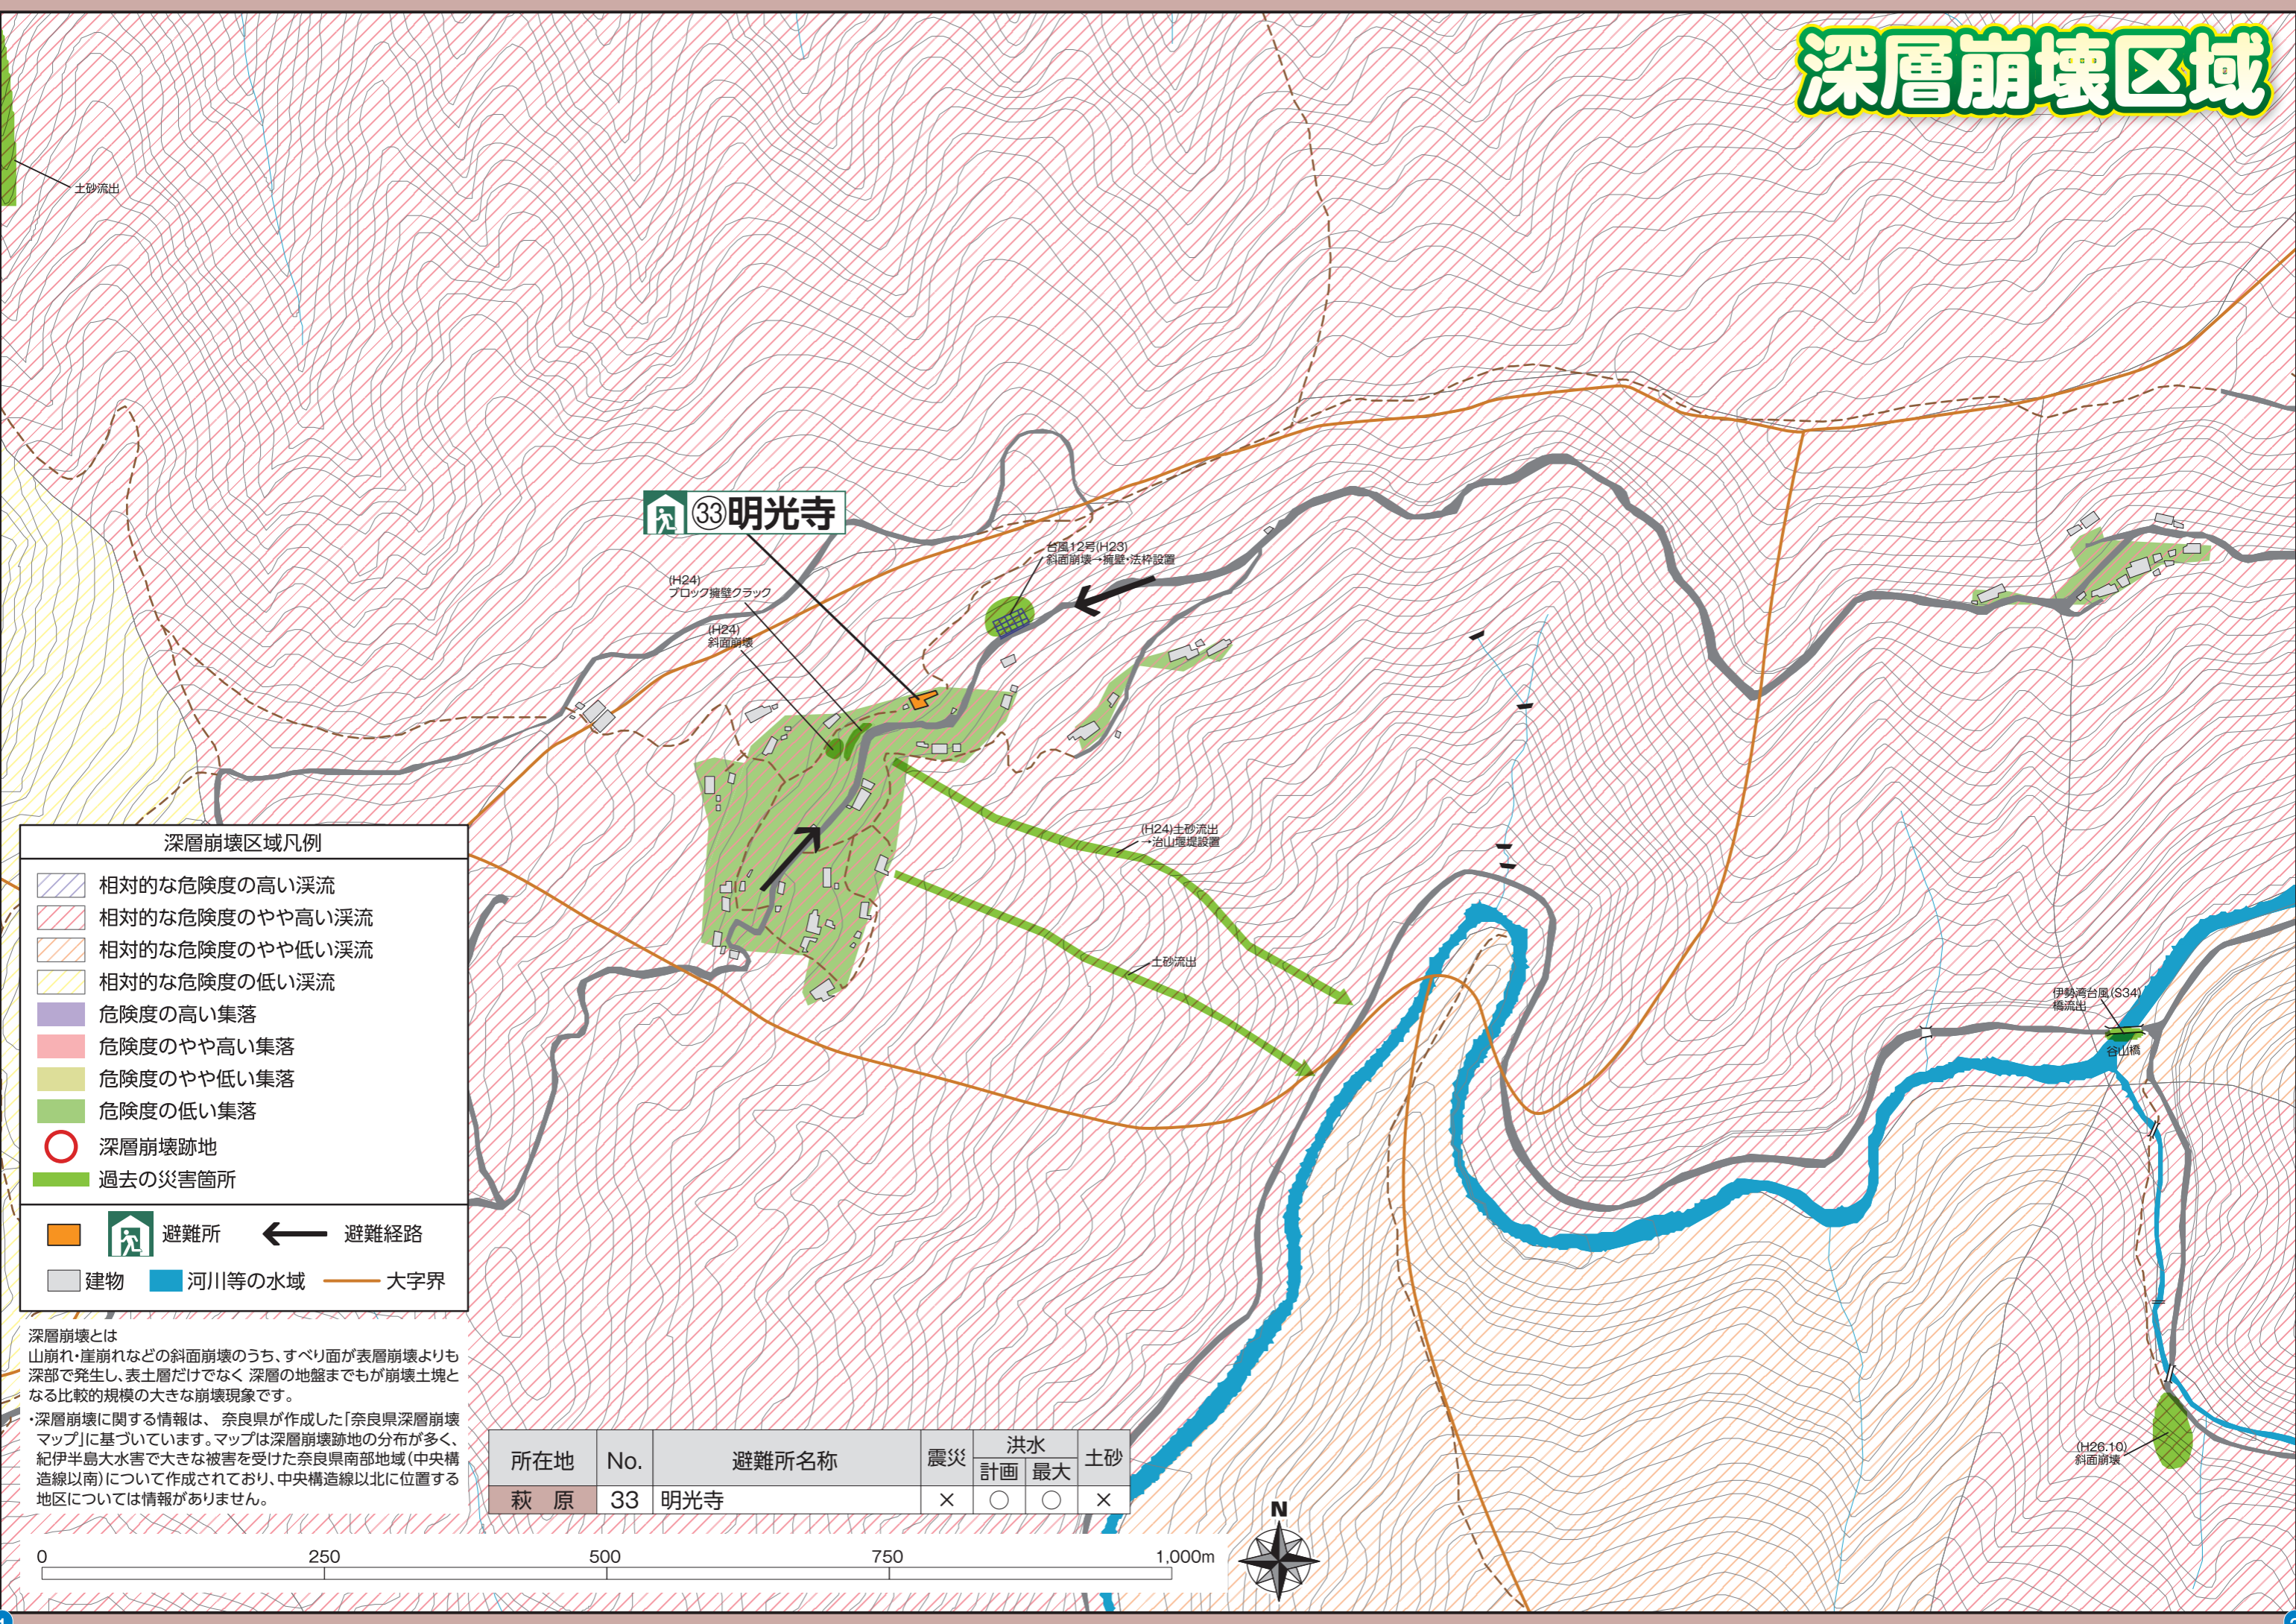 深層崩壊区域
土砂流出
㉝明光寺
台風12号(H23)
斜面崩壊→擁壁・法枠設置
(H24)
ブロック擁壁クラック
(H24)
斜面崩壊
(H24)土砂流出
→治山堰堤設置
土砂流出
伊勢湾台風(S34)
橋流出
谷山橋
(H26.10)
斜面崩壊
深層崩壊区域凡例
相対的な危険度の高い渓流
相対的な危険度のやや高い渓流
相対的な危険度のやや低い渓流
相対的な危険度の低い渓流
危険度の高い集落
危険度のやや高い集落
危険度のやや低い集落
危険度の低い集落
深層崩壊跡地
過去の災害箇所
避難所 避難経路
建物 河川等の水域 大字界
深層崩壊とは
山崩れ・崖崩れなどの斜面崩壊のうち、すべり面が表層崩壊よりも
深部で発生し、表土層だけでなく 深層の地盤までもが崩壊土塊と
なる比較的規模の大きな崩壊現象です。
・深層崩壊に関する情報は、 奈良県が作成した「奈良県深層崩壊
マップ」に基づいています。マップは深層崩壊跡地の分布が多く、
紀伊半島大水害で大きな被害を受けた奈良県南部地域(中央構
造線以南)について作成されており、中央構造線以北に位置する
地区については情報がありません。
所在地 No. 避難所名称 震災 洪水 土砂
計画 最大
萩 原 33 明光寺 × ○ ○ ×
N
0 250 500 750 1,000m